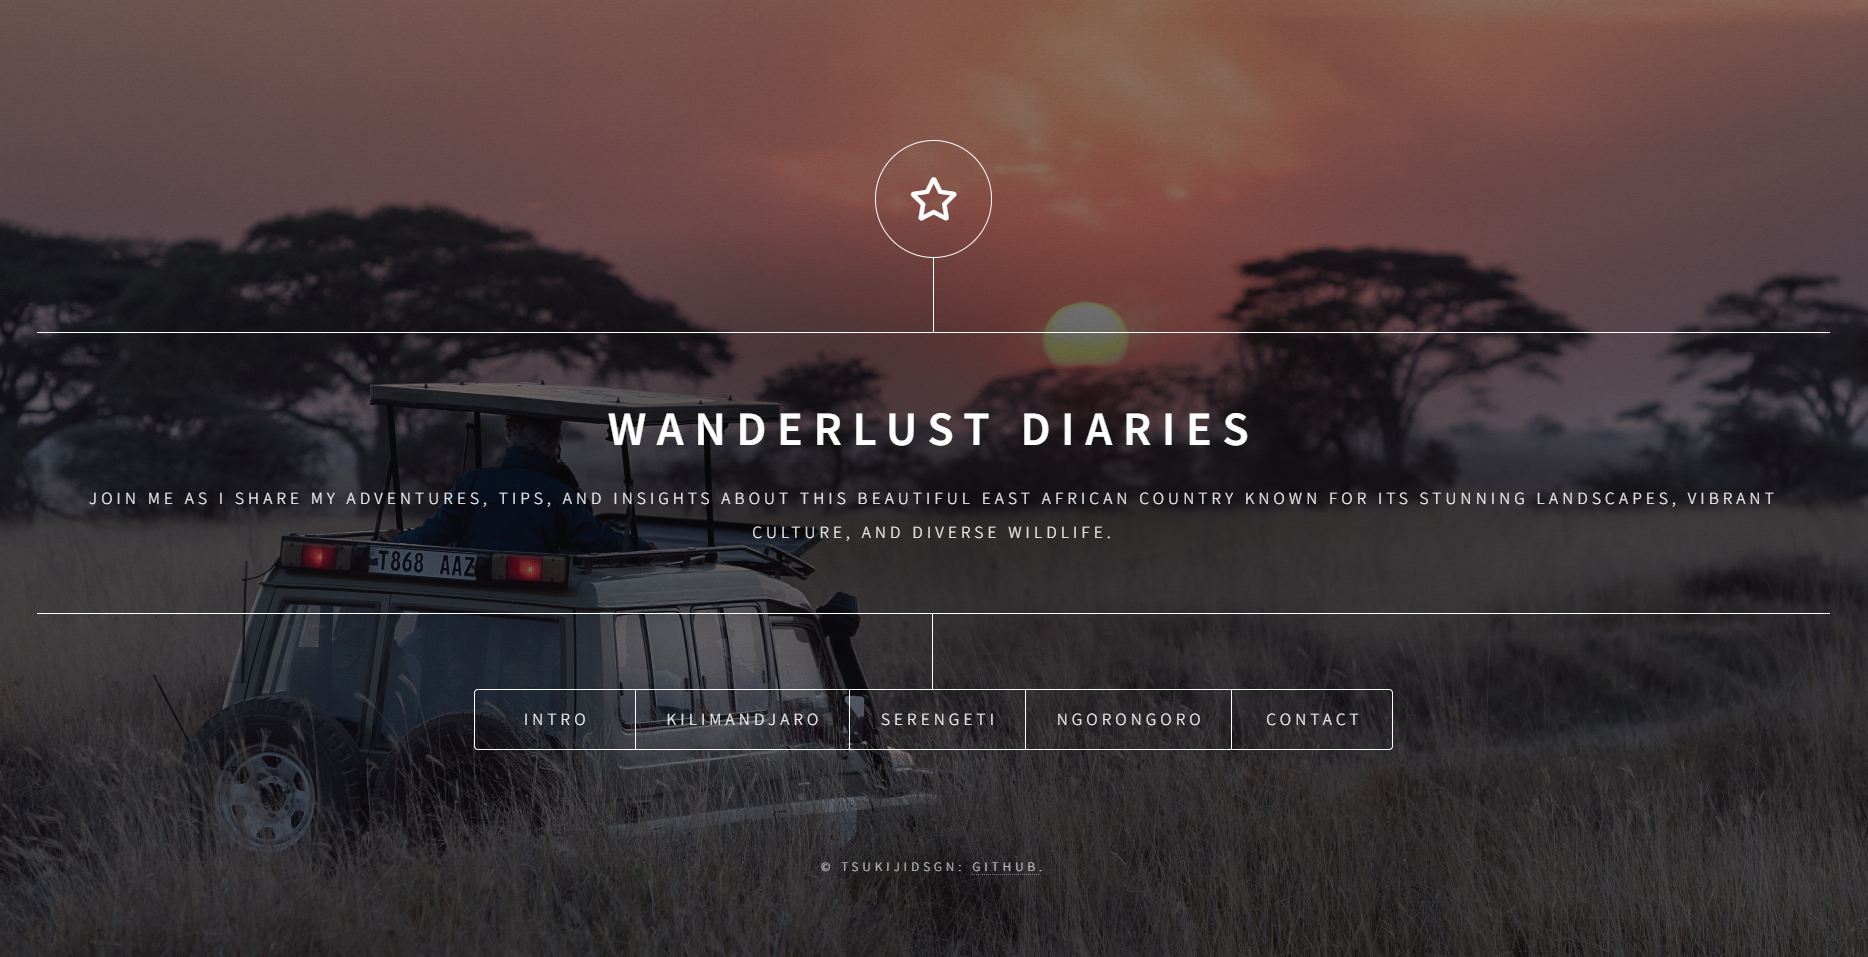 WANDERLUST DIARIES
JOIN ME AS I SHARE MY ADVENTURES, TIPS, AND INSIGHTS ABOUT THIS BEAUTIFUL EAST AFRICAN COUNTRY KNOWN FOR ITS STUNNING LANDSCAPES, VIBRANT
CULTURE, AND DIVERSE WILDLIFE.
T868 AAZ
INTRO KILIMANDJARO SERENGETI NGORONGORO CONTACT
© TSUKIJIDSGN: GITHUB.